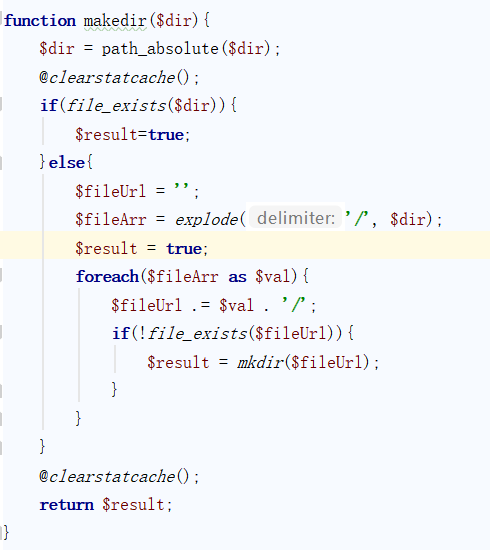 function makedir($dir){
    $dir = path_absolute($dir);
    @clearstatcache();
    if(file_exists($dir)){
        $result=true;
    }else{
        $fileUrl = '';
        $fileArr = explode( delimiter: '/', $dir);
        $result = true;
        foreach($fileArr as $val){
            $fileUrl .= $val . '/';
            if(!file_exists($fileUrl)){
                $result = mkdir($fileUrl);
            }
        }
    }
    @clearstatcache();
    return $result;
}